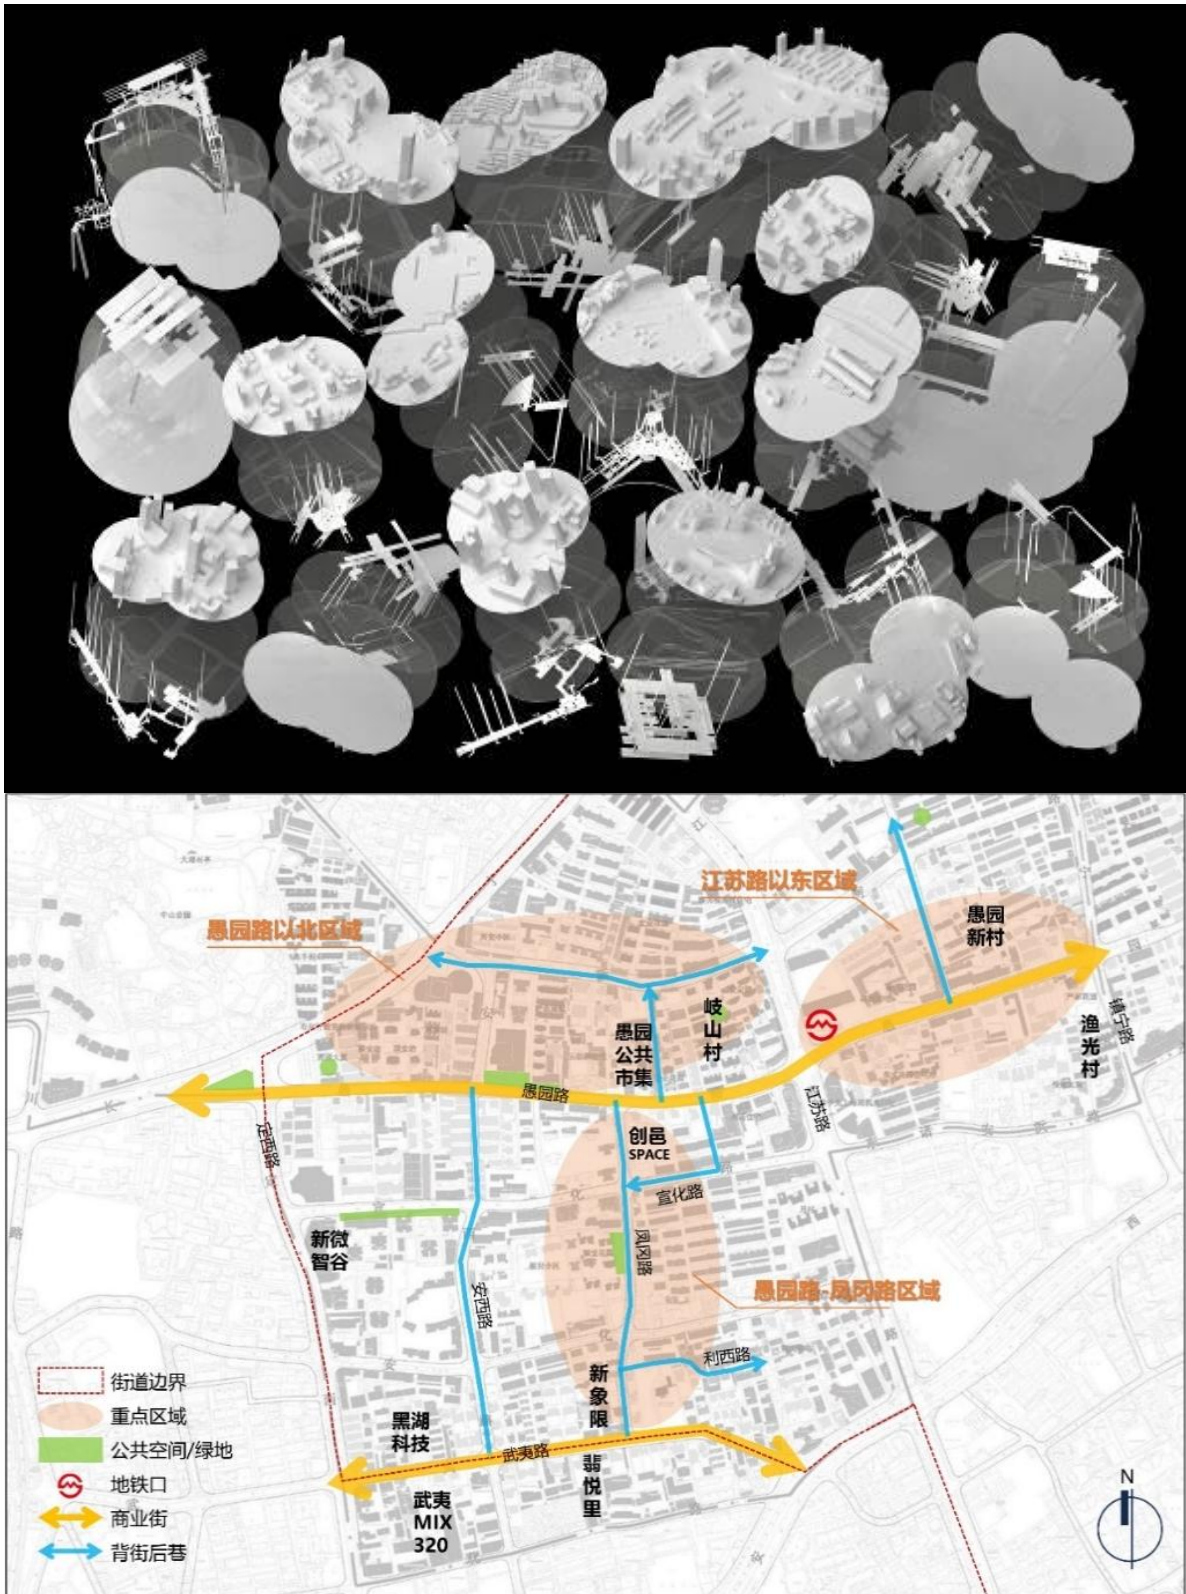 江苏路以东区域
愚园
新村
愚园路以北区域
岐
山
村
愚园
公共
市集
镇宁路
渔
光
村
愚园路
江苏路
创邑
SPACE
定西路
宣化路
新微
智谷
凤冈路
安西路
愚园路-凤冈路区域
利西路
新
象
限
街道边界
重点区域
黑湖
科技
公共空间/绿地
武夷路
地铁口
翡
悦
里
N
商业街
武夷
MIX
320
背街后巷